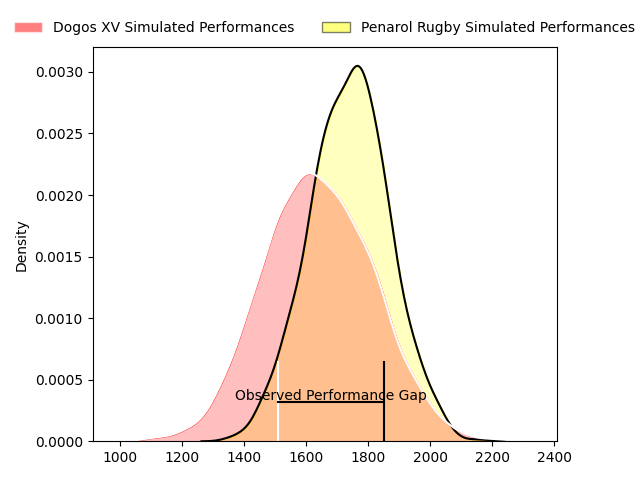 Dogos XV Simulated Performances
Penarol Rugby Simulated Performances
0.0030
0.0025
0.0020
0.0015
0.0010
0.0005
0.0000
Density
Observed Performance Gap
1000 1200 1400 1600 1800 2000 2200 2400